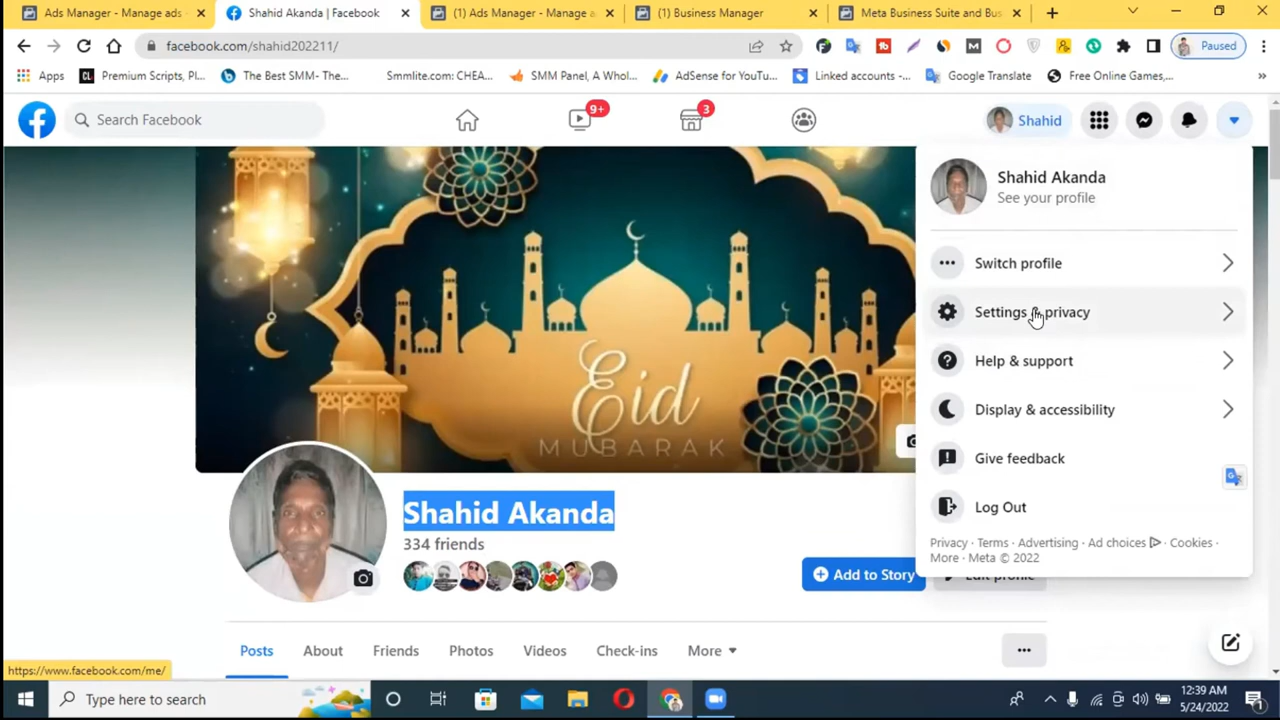 Ads Manager - Manage ads -
Shahid Akanda | Facebook
(1) Ads Manager - Manage a
(1) Business Manager
Meta Business Suite and Bus
facebook.com/shahid202211/
Paused
Apps
Premium Scripts, Pl...
The Best SMM- The...
Smmlite.com: CHEA...
SMM Panel, A Whol...
AdSense for YouTu...
Linked accounts -...
Google Translate
Free Online Games,...
Search Facebook
9+
3
Shahid
Shahid Akanda
See your profile
Switch profile
Settings & privacy
Help & support
Display & accessibility
Give feedback
Log Out
Privacy · Terms · Advertising · Ad choices · Cookies ·
More · Meta © 2022
Eid
MUBARAK
Shahid Akanda
334 friends
Add to Story
Edit profile
Posts
About
Friends
Photos
Videos
Check-ins
More
https://www.facebook.com/me/
Type here to search
12:39 AM
5/24/2022